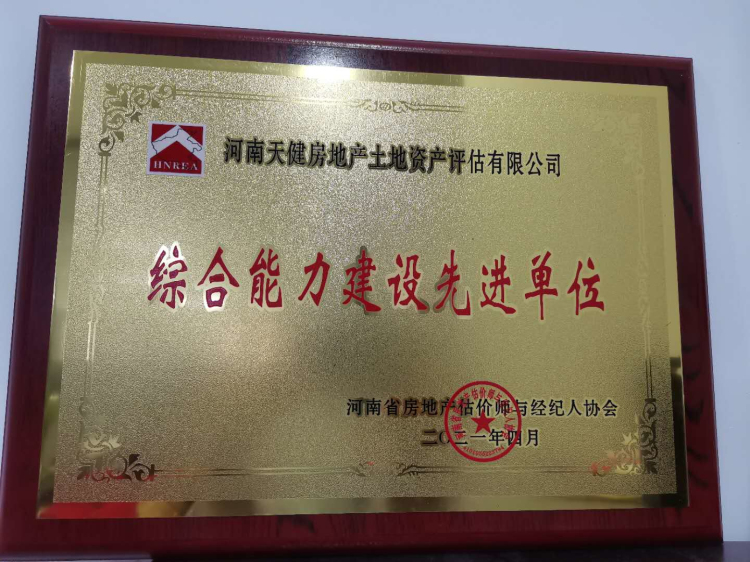 HNREA
河南天健房地产土地资产评估有限公司
综合能力建设先进单位
河南省房地产估价师与经纪人协会
二〇二一年四月